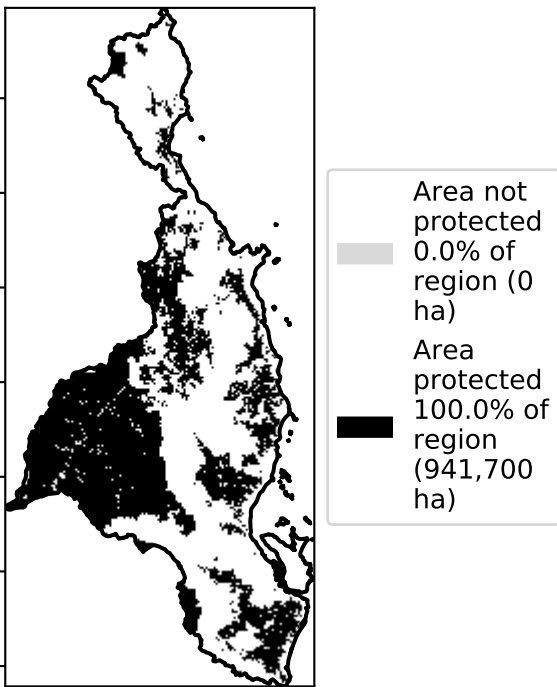 Area not
protected
0.0% of
region (0
ha)
Area
protected
100.0% of
region
(941,700
ha)